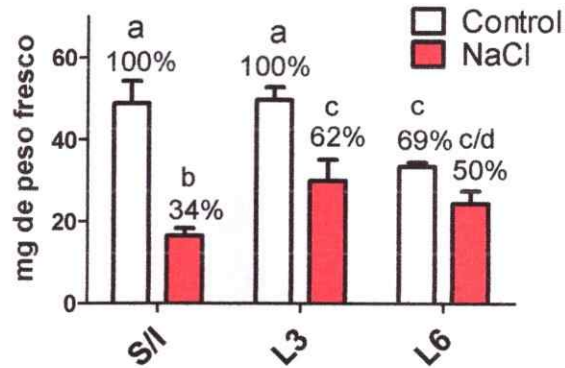 Control
NaCl
mg de peso fresco
60
40
20
0
a
100%
b
34%
a
100%
c
62%
c
69%
c/d
50%
S/I
L3
L6